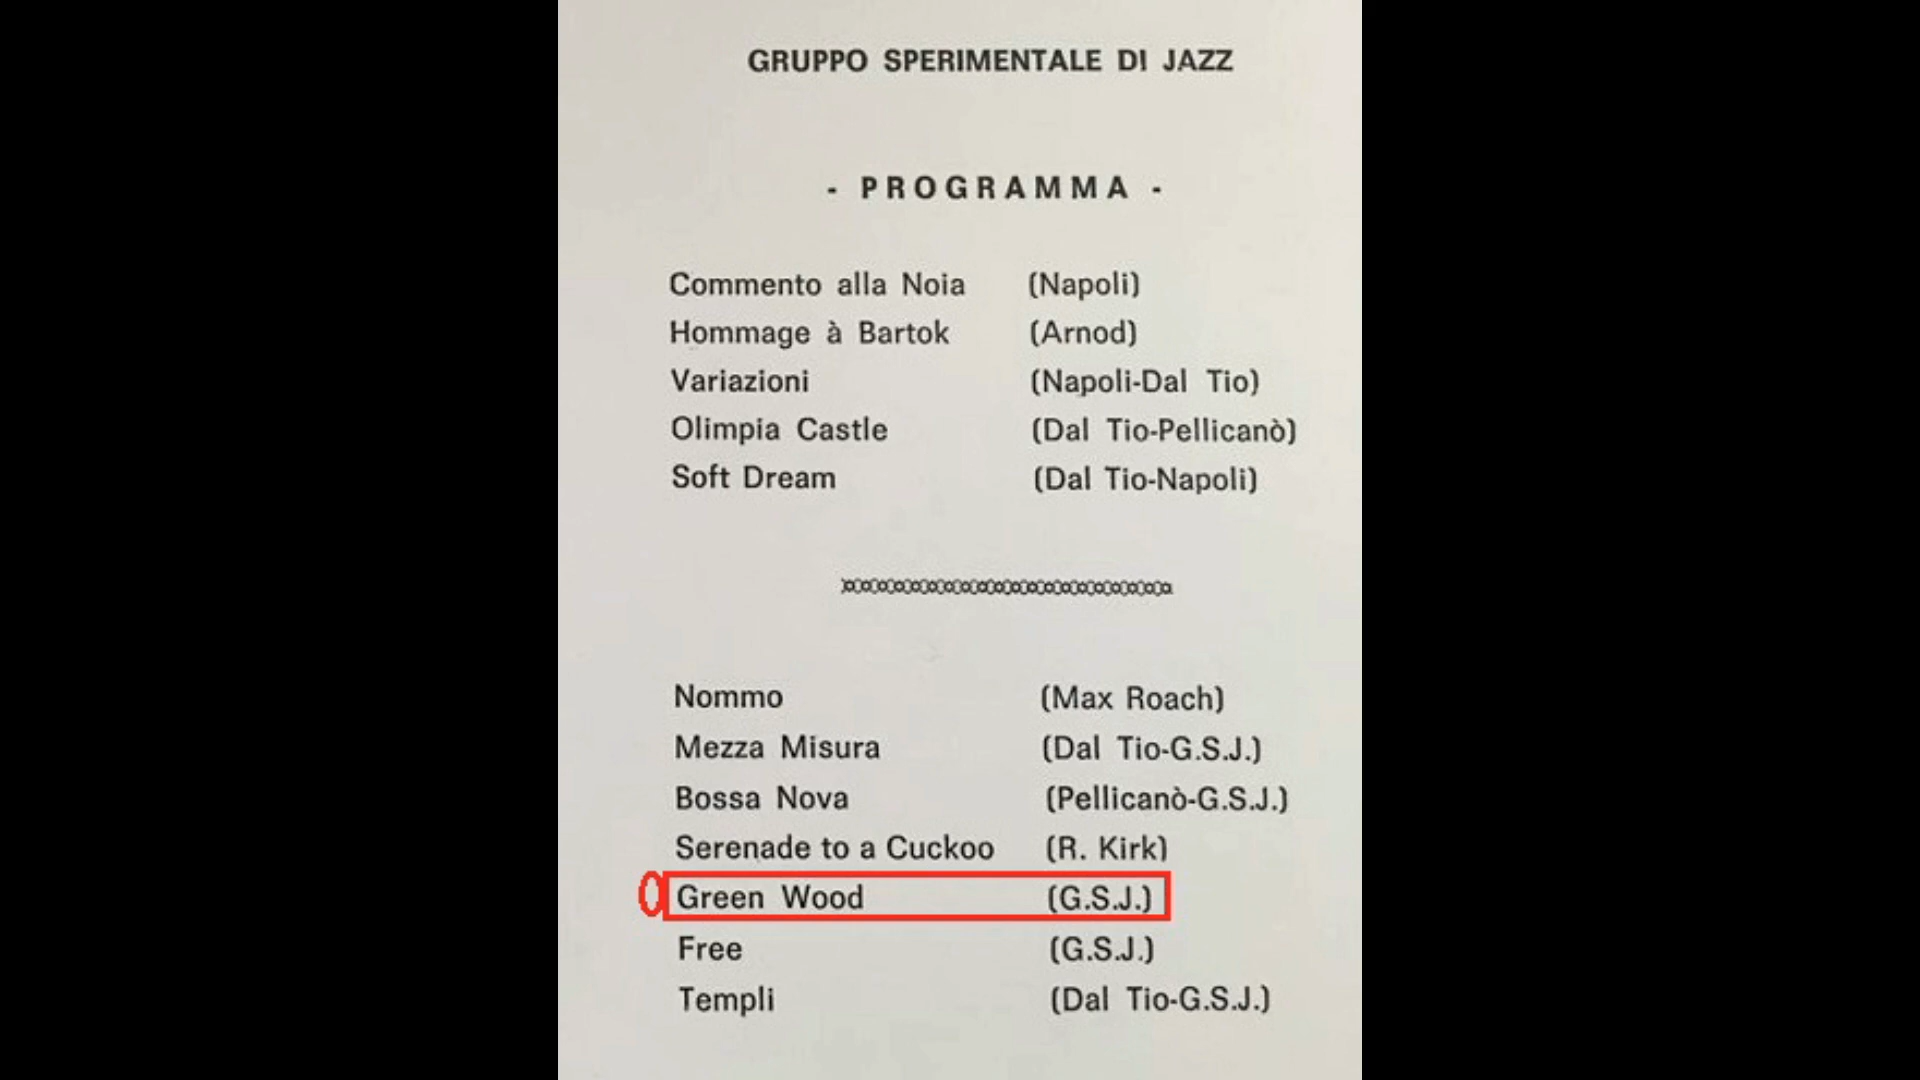 GRUPPO SPERIMENTALE DI JAZZ
- PROGRAMMA -
Commento alla Noia (Napoli)
Hommage à Bartok (Arnod)
Variazioni (Napoli-Dal Tio)
Olimpia Castle (Dal Tio-Pellicanò)
Soft Dream (Dal Tio-Napoli)
Nommo (Max Roach)
Mezza Misura (Dal Tio-G.S.J.)
Bossa Nova (Pellicanò-G.S.J.)
Serenade to a Cuckoo (R. Kirk)
Green Wood (G.S.J.)
Free (G.S.J.)
Templi (Dal Tio-G.S.J.)